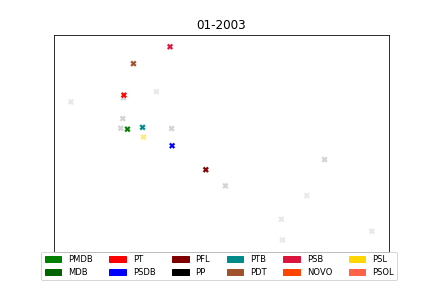 01-2003
PMDB PT PFL PTB PSB PSL
MDB PSDB PP PDT NOVO PSOL